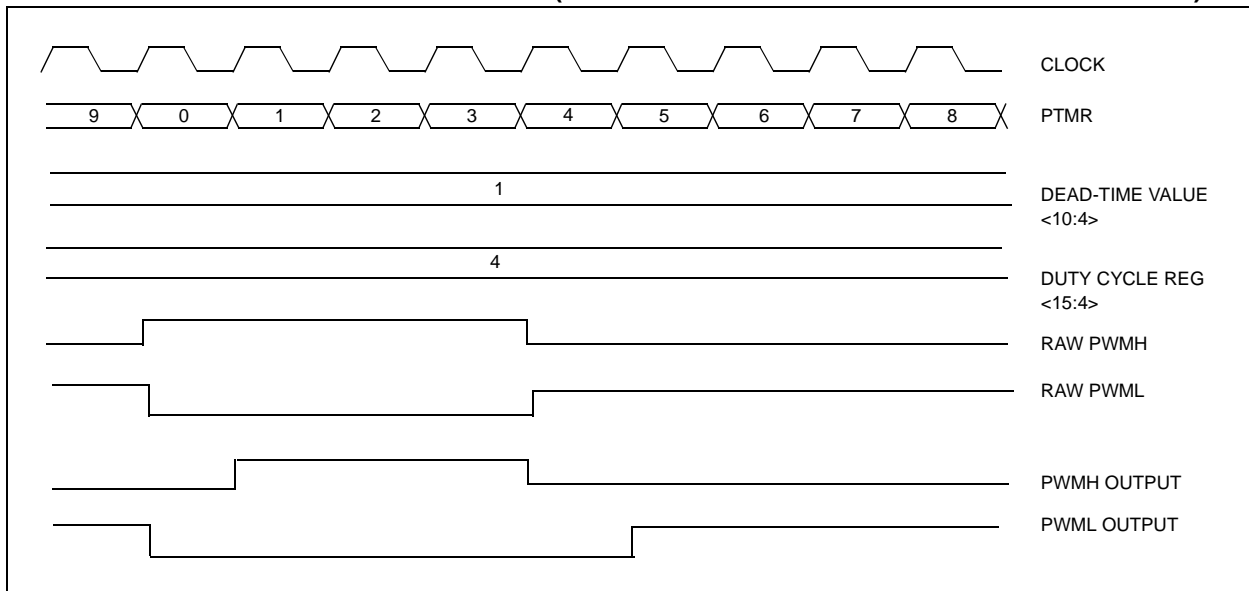 CLOCK
9 0 1 2 3 4 5 6 7 8 PTMR
1
DEAD-TIME VALUE
<10:4>
4
DUTY CYCLE REG
<15:4>
RAW PWMH
RAW PWML
PWMH OUTPUT
PWML OUTPUT